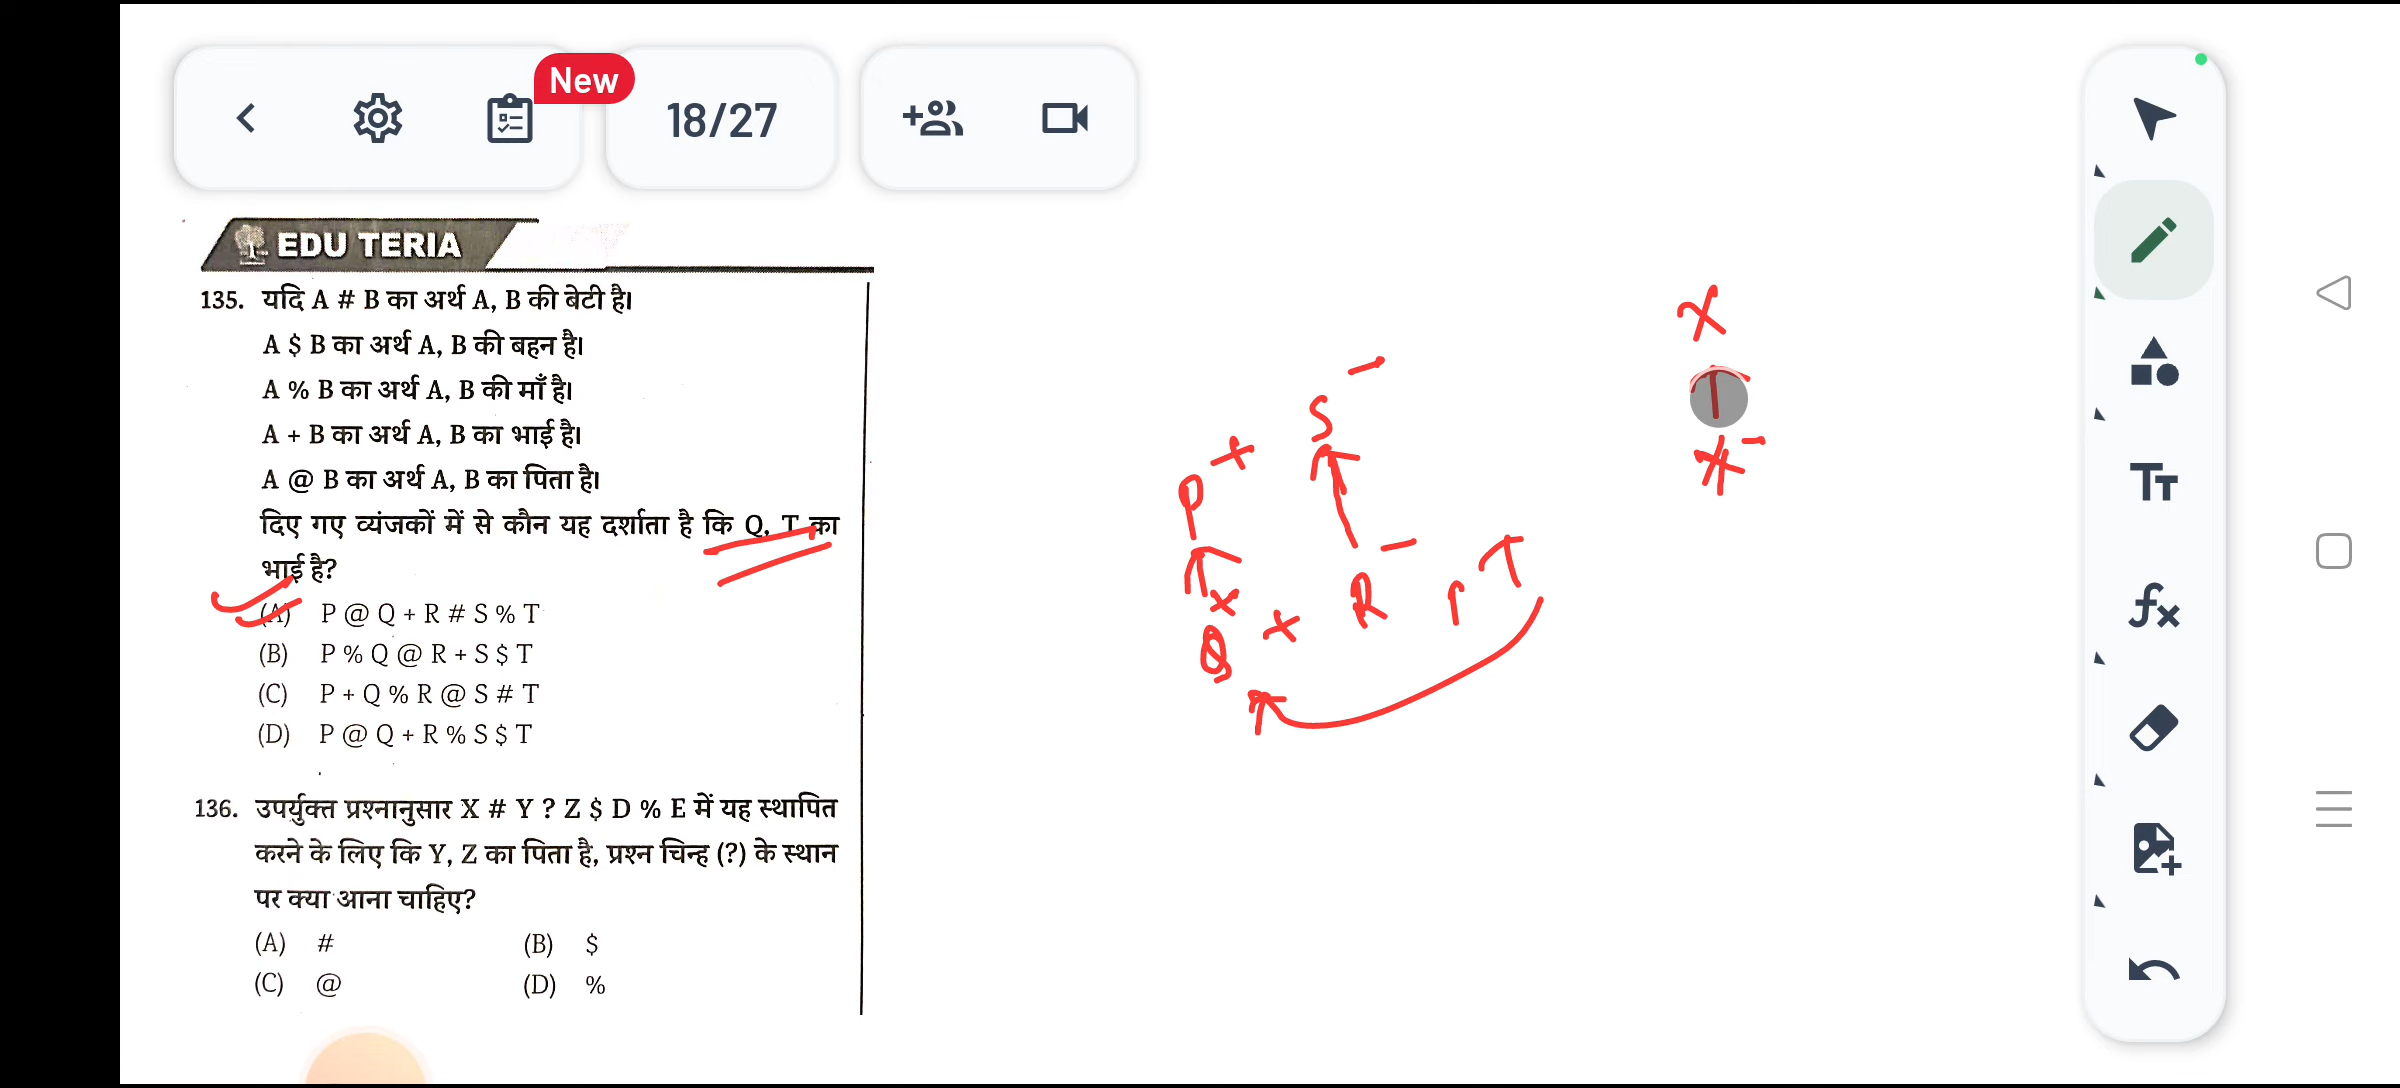 New
18/27
EDU TERIA
135. यदि A # B का अर्थ A, B की बेटी है।
A $ B का अर्थ A, B की बहन है।
A % B का अर्थ A, B की माँ है।
A + B का अर्थ A, B का भाई है।
A @ B का अर्थ A, B का पिता है।
दिए गए व्यंजकों में से कौन यह दर्शाता है कि Q, T का
भाई है?
(A) P @ Q + R # S % T
(B) P % Q @ R + S $ T
(C) P + Q % R @ S # T
(D) P @ Q + R % S $ T
136. उपर्युक्त प्रश्नानुसार X # Y ? Z $ D % E में यह स्थापित
करने के लिए कि Y, Z का पिता है, प्रश्न चिन्ह (?) के स्थान
पर क्या आना चाहिए?
(A) # (B) $
(C) @ (D) %
S -
P +
Q + R -
X
Tт
fx